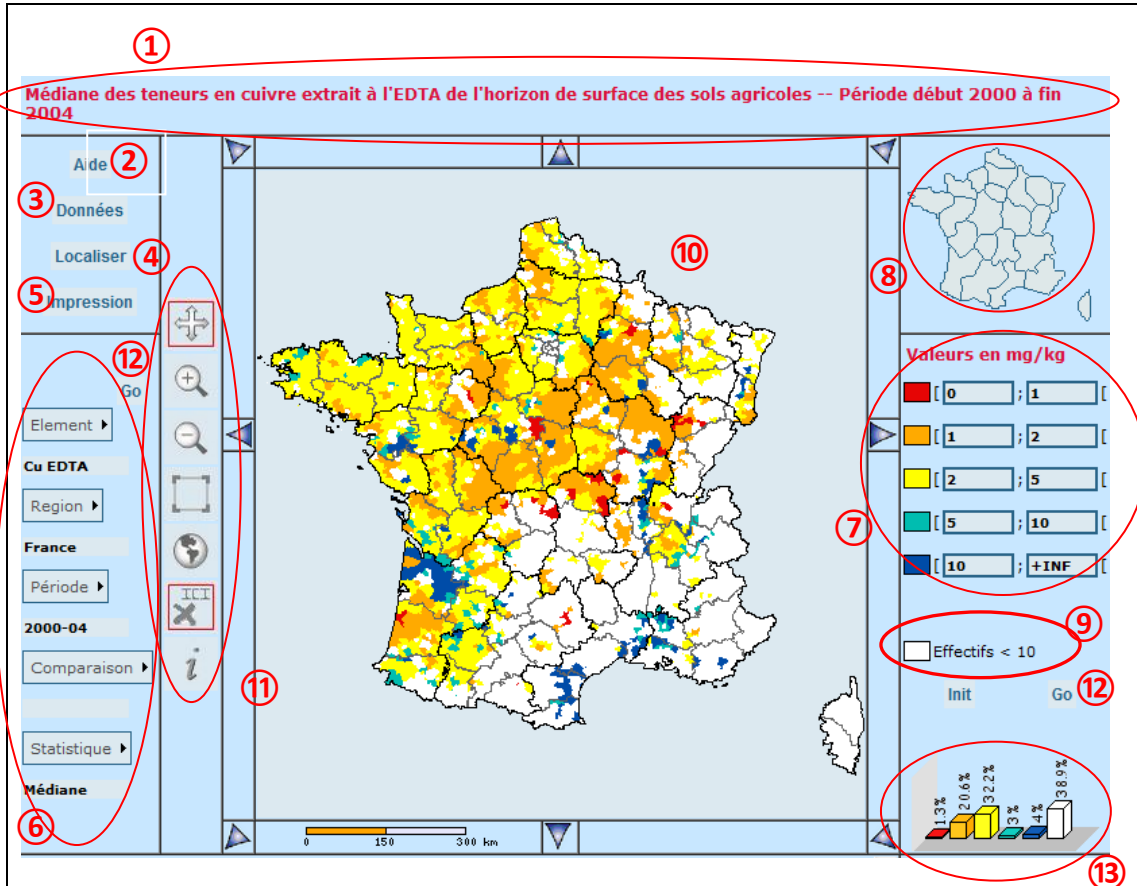 ①
Médiane des teneurs en cuivre extrait à l'EDTA de l'horizon de surface des sols agricoles -- Période début 2000 à fin
2004
Aide ②
③ Données
Localiser ④
⑤ Impression
⑫
Go
Element
Cu EDTA
Region
France
Période
2000-04
Comparaison
Statistique
Médiane
⑥
ICI
i
⑪
⑩
0 150 300 km
⑧
Valeurs en mg/kg
[ 0 ; 1 [
[ 1 ; 2 [
[ 2 ; 5 [
[ 5 ; 10 [
[ 10 ; +INF [
⑦
⑨
Effectifs < 10
Init Go ⑫
1.3% 20.6% 32.2% 3% 4% 38.9%
⑬